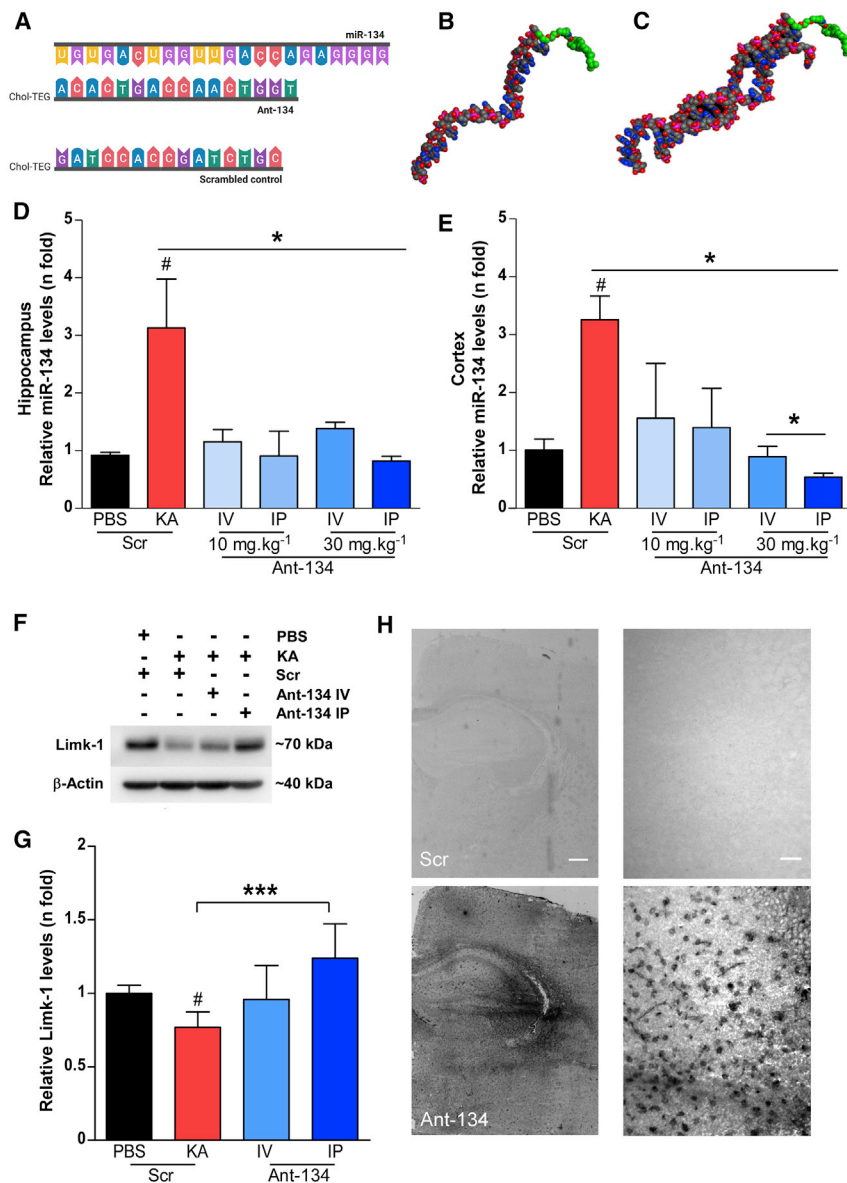 A
miR-134
U G U G A C U G G U U G A C C A G A G G G G
Chol-TEG A C A C T G A C C A A C T G G T
Ant-134
Chol-TEG G A T C C A C C G A T C T G C
Scrambled control
B
C
D
Hippocampus
Relative miR-134 levels (n fold)
5
4
3
2
1
0
*
#
PBS KA IV IP IV IP
Scr 10 mg.kg-1 30 mg.kg-1
Ant-134
E
Cortex
Relative miR-134 levels (n fold)
5
4
3
2
1
0
*
#
*
PBS KA IV IP IV IP
Scr 10 mg.kg-1 30 mg.kg-1
Ant-134
F
+ - - - PBS
- + + + KA
+ + - - Scr
- - + - Ant-134 IV
- - - + Ant-134 IP
Limk-1 ~70 kDa
β-Actin ~40 kDa
G
Relative Limk-1 levels (n fold)
2
1.5
1
0.5
0
***
#
PBS KA IV IP
Scr Ant-134
H
Scr
Ant-134